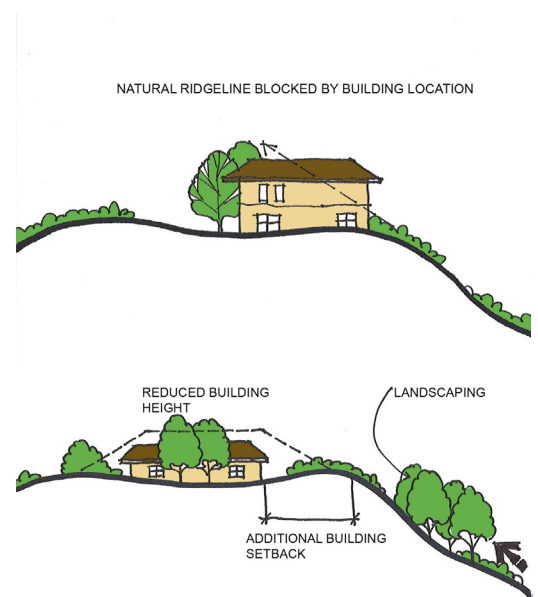 NATURAL RIDGELINE BLOCKED BY BUILDING LOCATION
REDUCED BUILDING
HEIGHT
LANDSCAPING
ADDITIONAL BUILDING
SETBACK